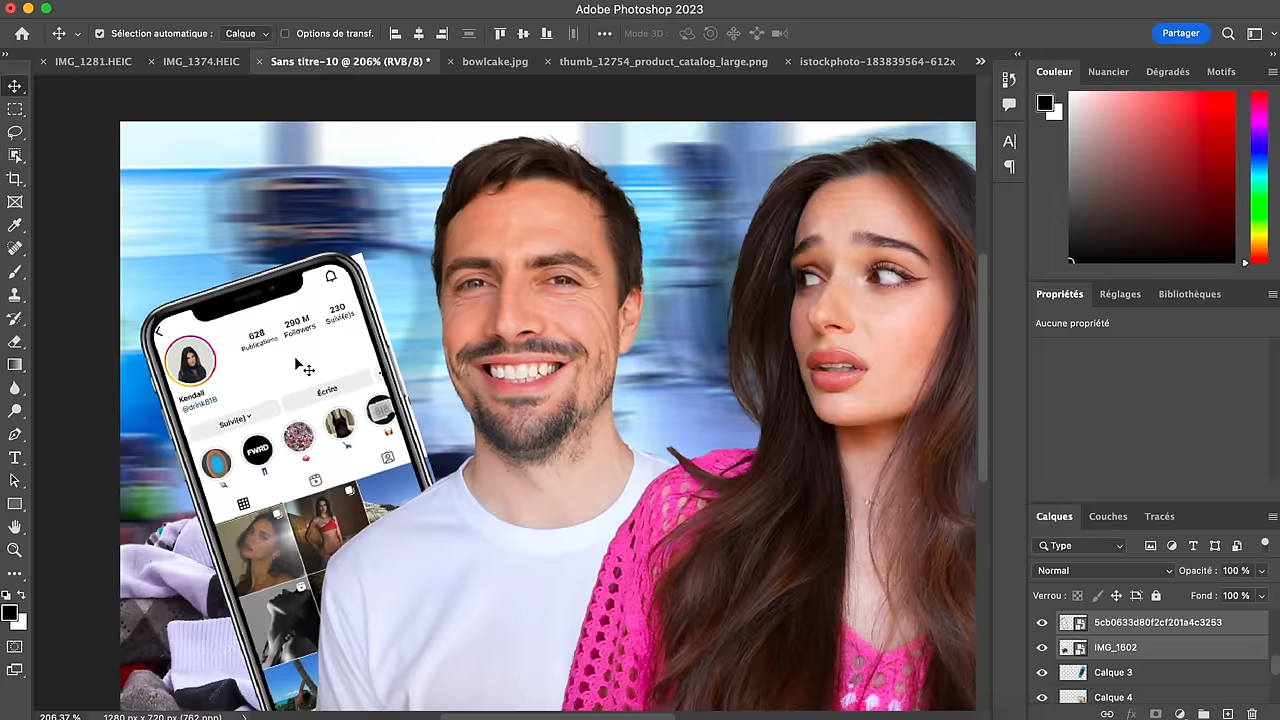 Adobe Photoshop 2023
Sélection automatique :
Calque
Options de transf.
Mode 3D :
Partager
IMG_1281.HEIC
IMG_1374.HEIC
Sans titre-10 @ 206% (RVB/8) *
bowlcake.jpg
thumb_12754_product_catalog_large.png
istockphoto-183839564-612x
Couleur
Nuancier
Dégradés
Motifs
628
Publications
290 M
Followers
230
Suivi(e)s
Kendall
@drink818
Suivi(e)
Écrire
FWRD
Propriétés
Réglages
Bibliothèques
Aucune propriété
Calques
Couches
Tracés
Type
Normal
Opacité : 100 %
Verrou :
Fond : 100 %
5cb0633d80f2cf201a4c3253
IMG_1602
Calque 3
Calque 4
206,37 %
1280 px x 720 px (762 ppp)